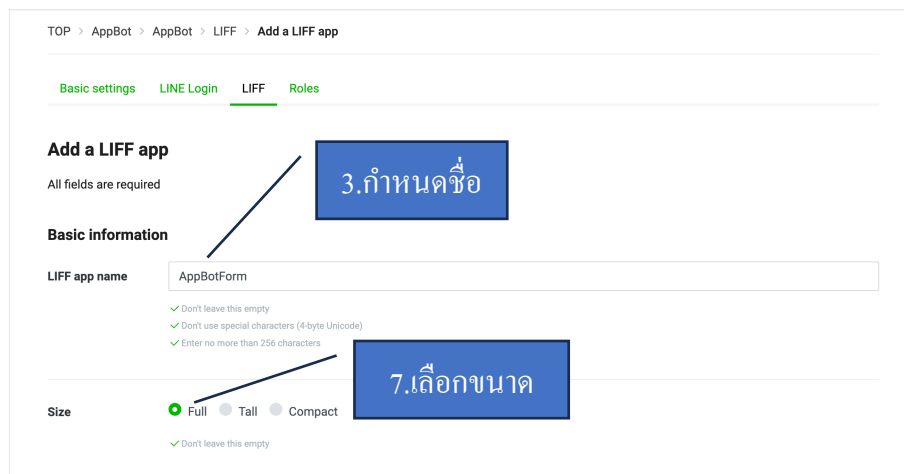 TOP > AppBot > AppBot > LIFF > Add a LIFF app
Basic settings LINE Login LIFF Roles
Add a LIFF app
All fields are required
3.กำหนดชื่อ
Basic information
LIFF app name AppBotForm
Don't leave this empty
Don't use special characters (4-byte Unicode)
Enter no more than 256 characters
7.เลือกขนาด
Size Full Tall Compact
Don't leave this empty